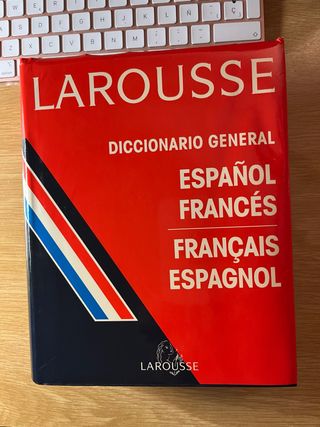 LAROUSSE
DICCIONARIO GENERAL
ESPAÑOL
FRANCÉS
FRANÇAIS
ESPAGNOL
LAROUSSE